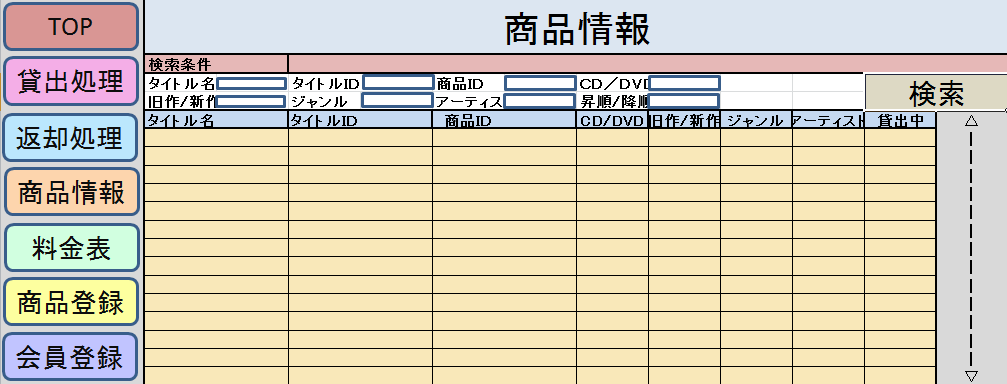 TOP
貸出処理
返却処理
商品情報
料金表
商品登録
会員登録
商品情報
検索条件
タイトル名 タイトルID 商品ID CD/DVD
旧作/新作 ジャンル アーティス 昇順/降順
検索
タイトル名 タイトルID 商品ID CD/DVD 旧作/新作 ジャンル アーティスト 貸出中